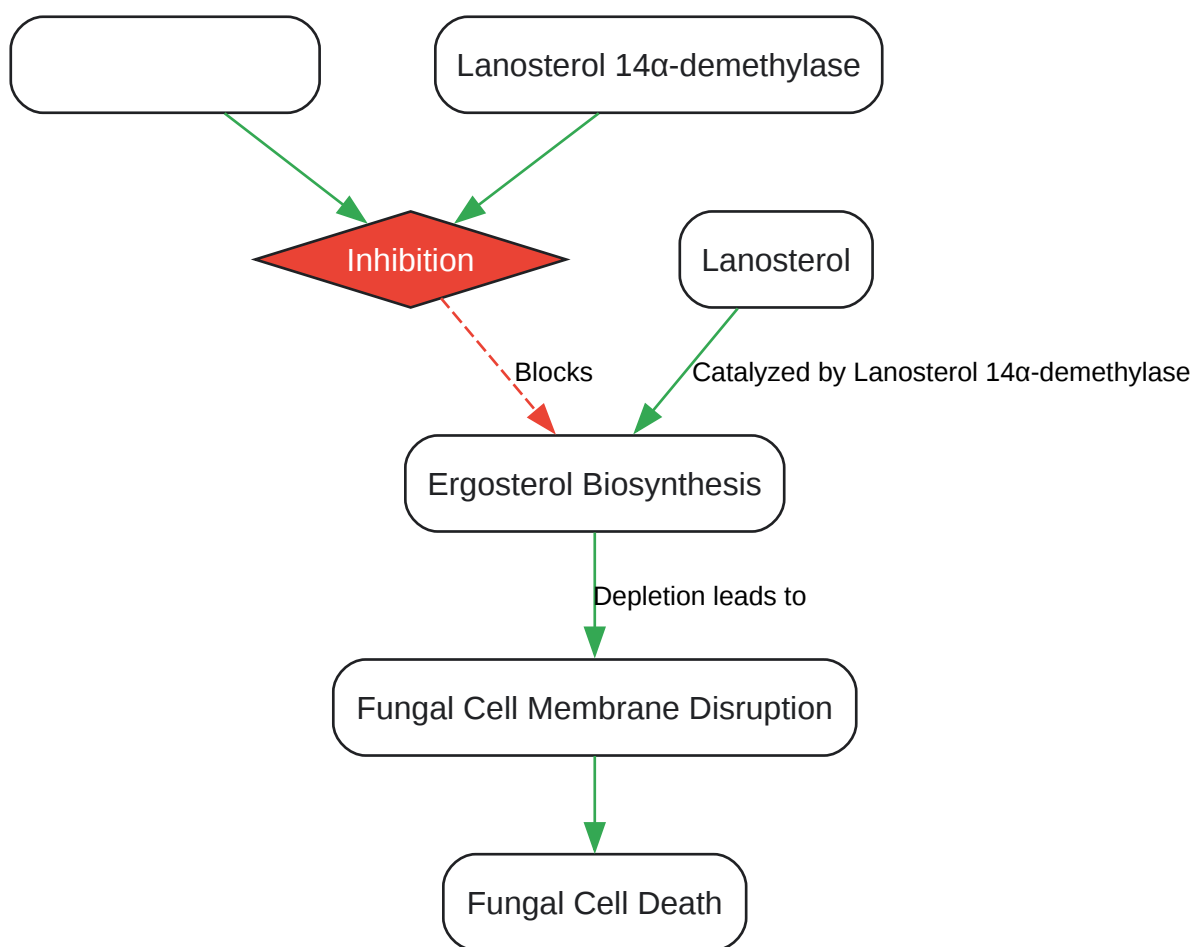 Lanosterol 14α-demethylase
Inhibition
Lanosterol
Blocks
Catalyzed by Lanosterol 14α-demethylase
Ergosterol Biosynthesis
Depletion leads to
Fungal Cell Membrane Disruption
Fungal Cell Death